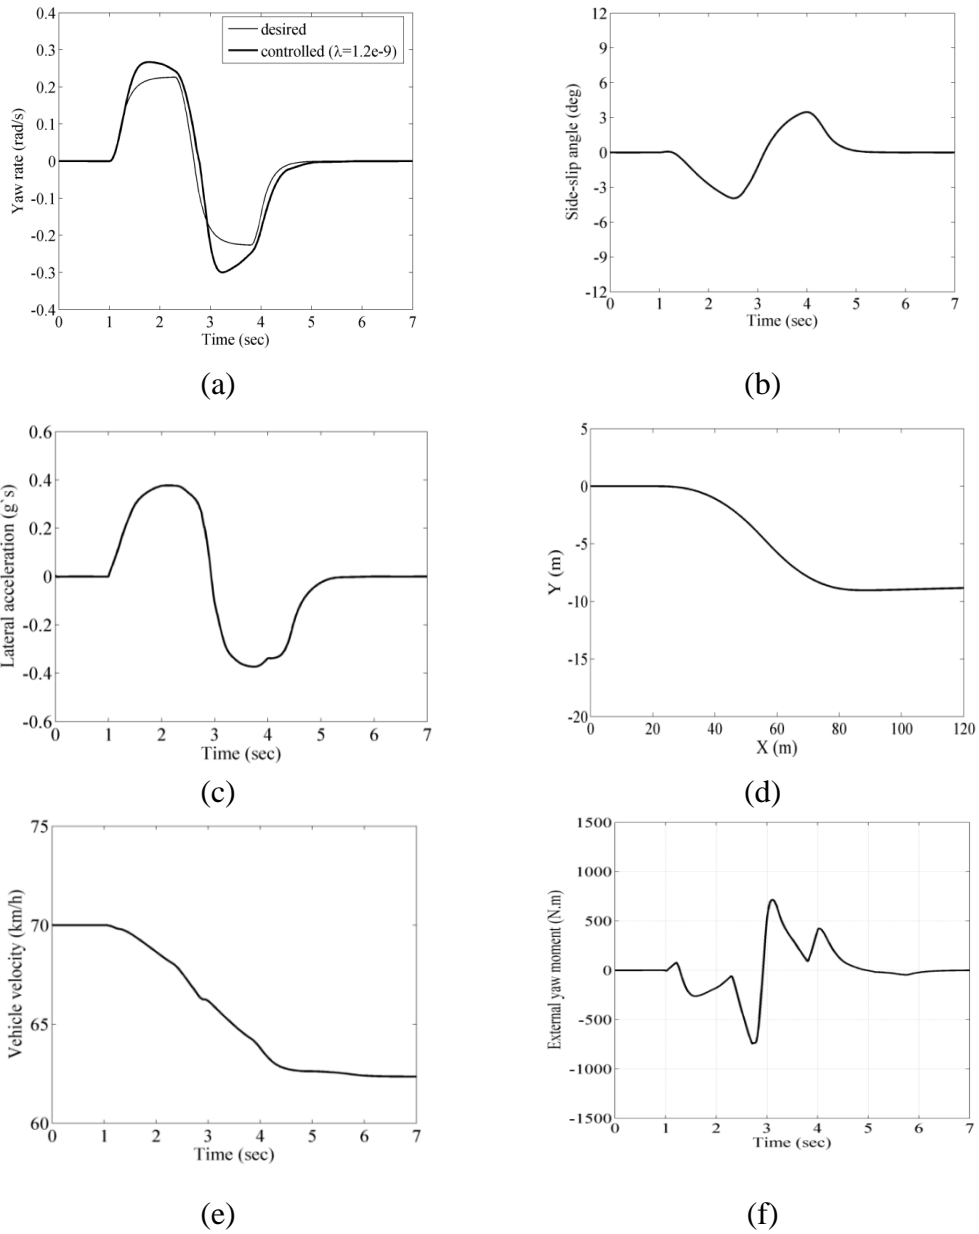 0.4
0.3
0.2
0.1
0
-0.1
-0.2
-0.3
-0.4
Yaw rate (rad/s)
desired
controlled (λ=1.2e-9)
0 1 2 3 4 5 6 7
Time (sec)
(a)
12
9
6
3
0
-3
-6
-9
-12
Side-slip angle (deg)
0 1 2 3 4 5 6 7
Time (sec)
(b)
0.6
0.4
0.2
0
-0.2
-0.4
-0.6
Lateral acceleration (g`s)
0 1 2 3 4 5 6 7
Time (sec)
(c)
5
0
-5
-10
-15
-20
Y (m)
0 20 40 60 80 100 120
X (m)
(d)
75
70
65
60
Vehicle velocity (km/h)
0 1 2 3 4 5 6 7
Time (sec)
(e)
1500
1000
500
0
-500
-1000
-1500
External yaw moment (N.m)
0 1 2 3 4 5 6 7
Time (sec)
(f)